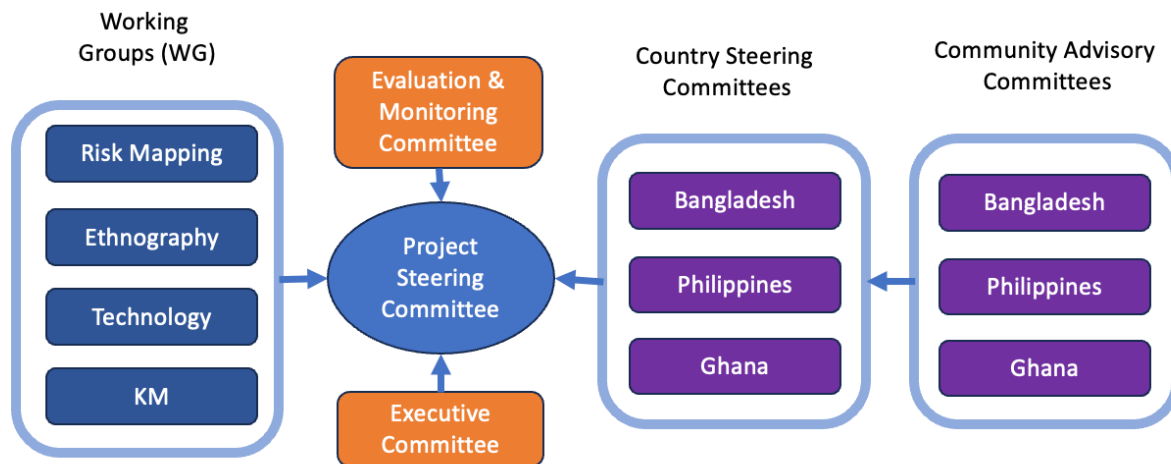 Working
Groups (WG)
Risk Mapping
Ethnography
Technology
KM
Evaluation &
Monitoring
Committee
Project
Steering
Committee
Executive
Committee
Country Steering
Committees
Bangladesh
Philippines
Ghana
Community Advisory
Committees
Bangladesh
Philippines
Ghana